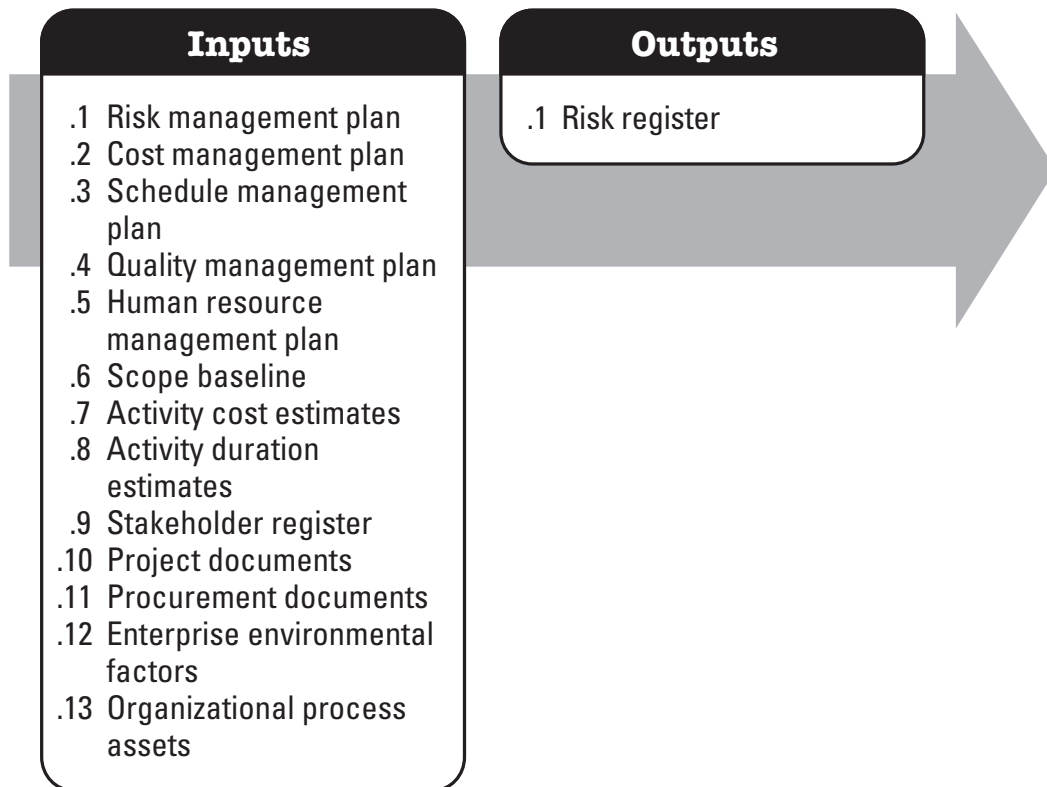 Inputs
.1 Risk management plan
.2 Cost management plan
.3 Schedule management
plan
.4 Quality management plan
.5 Human resource
management plan
.6 Scope baseline
.7 Activity cost estimates
.8 Activity duration
estimates
.9 Stakeholder register
.10 Project documents
.11 Procurement documents
.12 Enterprise environmental
factors
.13 Organizational process
assets
Outputs
.1 Risk register